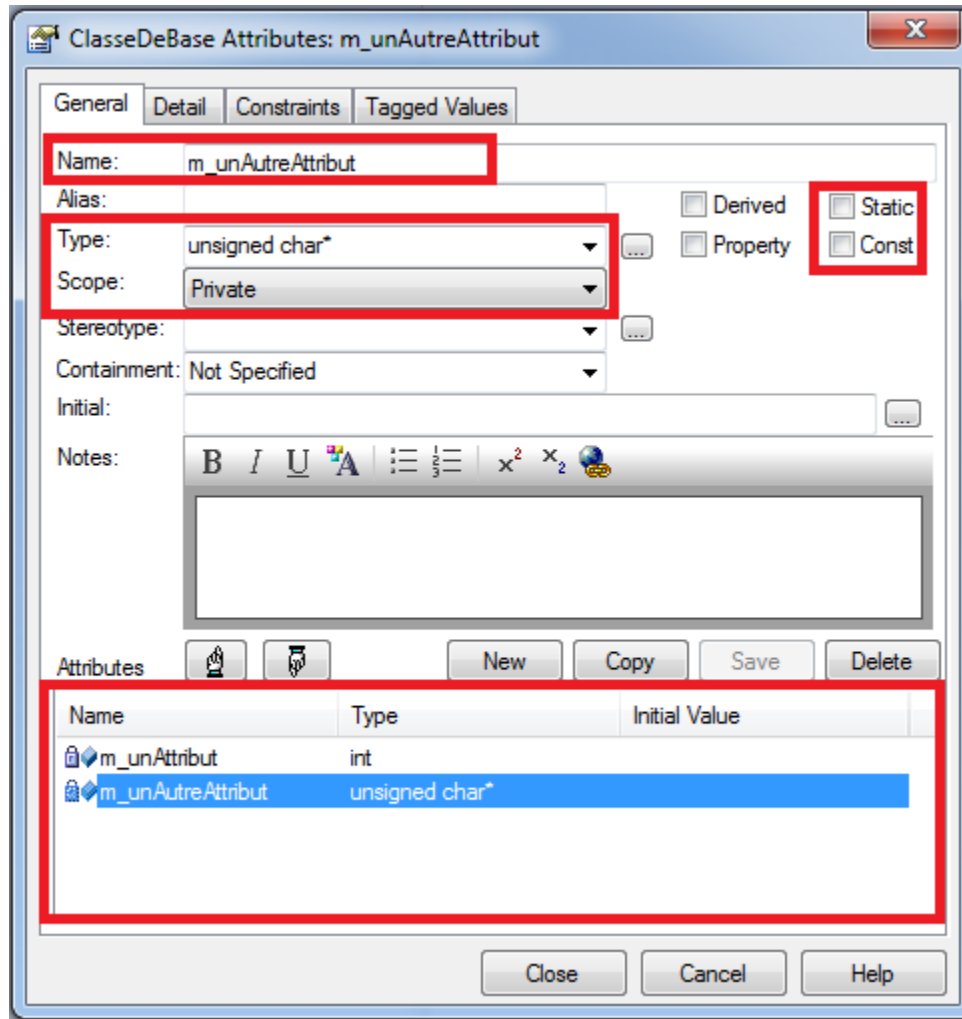 ClasseDeBase Attributes: m_unAutreAttribut
General Detail Constraints Tagged Values
Name: m_unAutreAttribut
Alias: Derived Static
Type: unsigned char* ... Property Const
Scope: Private
Stereotype: ...
Containment: Not Specified
Initial: ...
Notes: B I U A x² x₂
Attributes New Copy Save Delete
Name Type Initial Value
m_unAttribut int
m_unAutreAttribut unsigned char*
Close Cancel Help